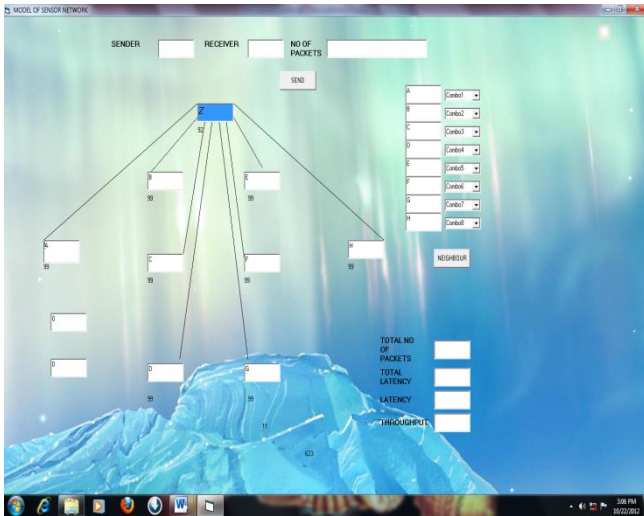 MODEL OF SENSOR NETWORK
SENDER RECEIVER NO OF
PACKETS
SEND
Z
92
A Combo1
B Combo2
C Combo3
D Combo4
E Combo5
F Combo6
G Combo7
H Combo8
NEIGHBOUR
B E
99 99
A C F H
99 99 99 99
0
0
D G
99 99
11
623
TOTAL NO
OF
PACKETS
TOTAL
LATENCY
LATENCY
THROUGHPUT
3:06 PM
10/22/2012